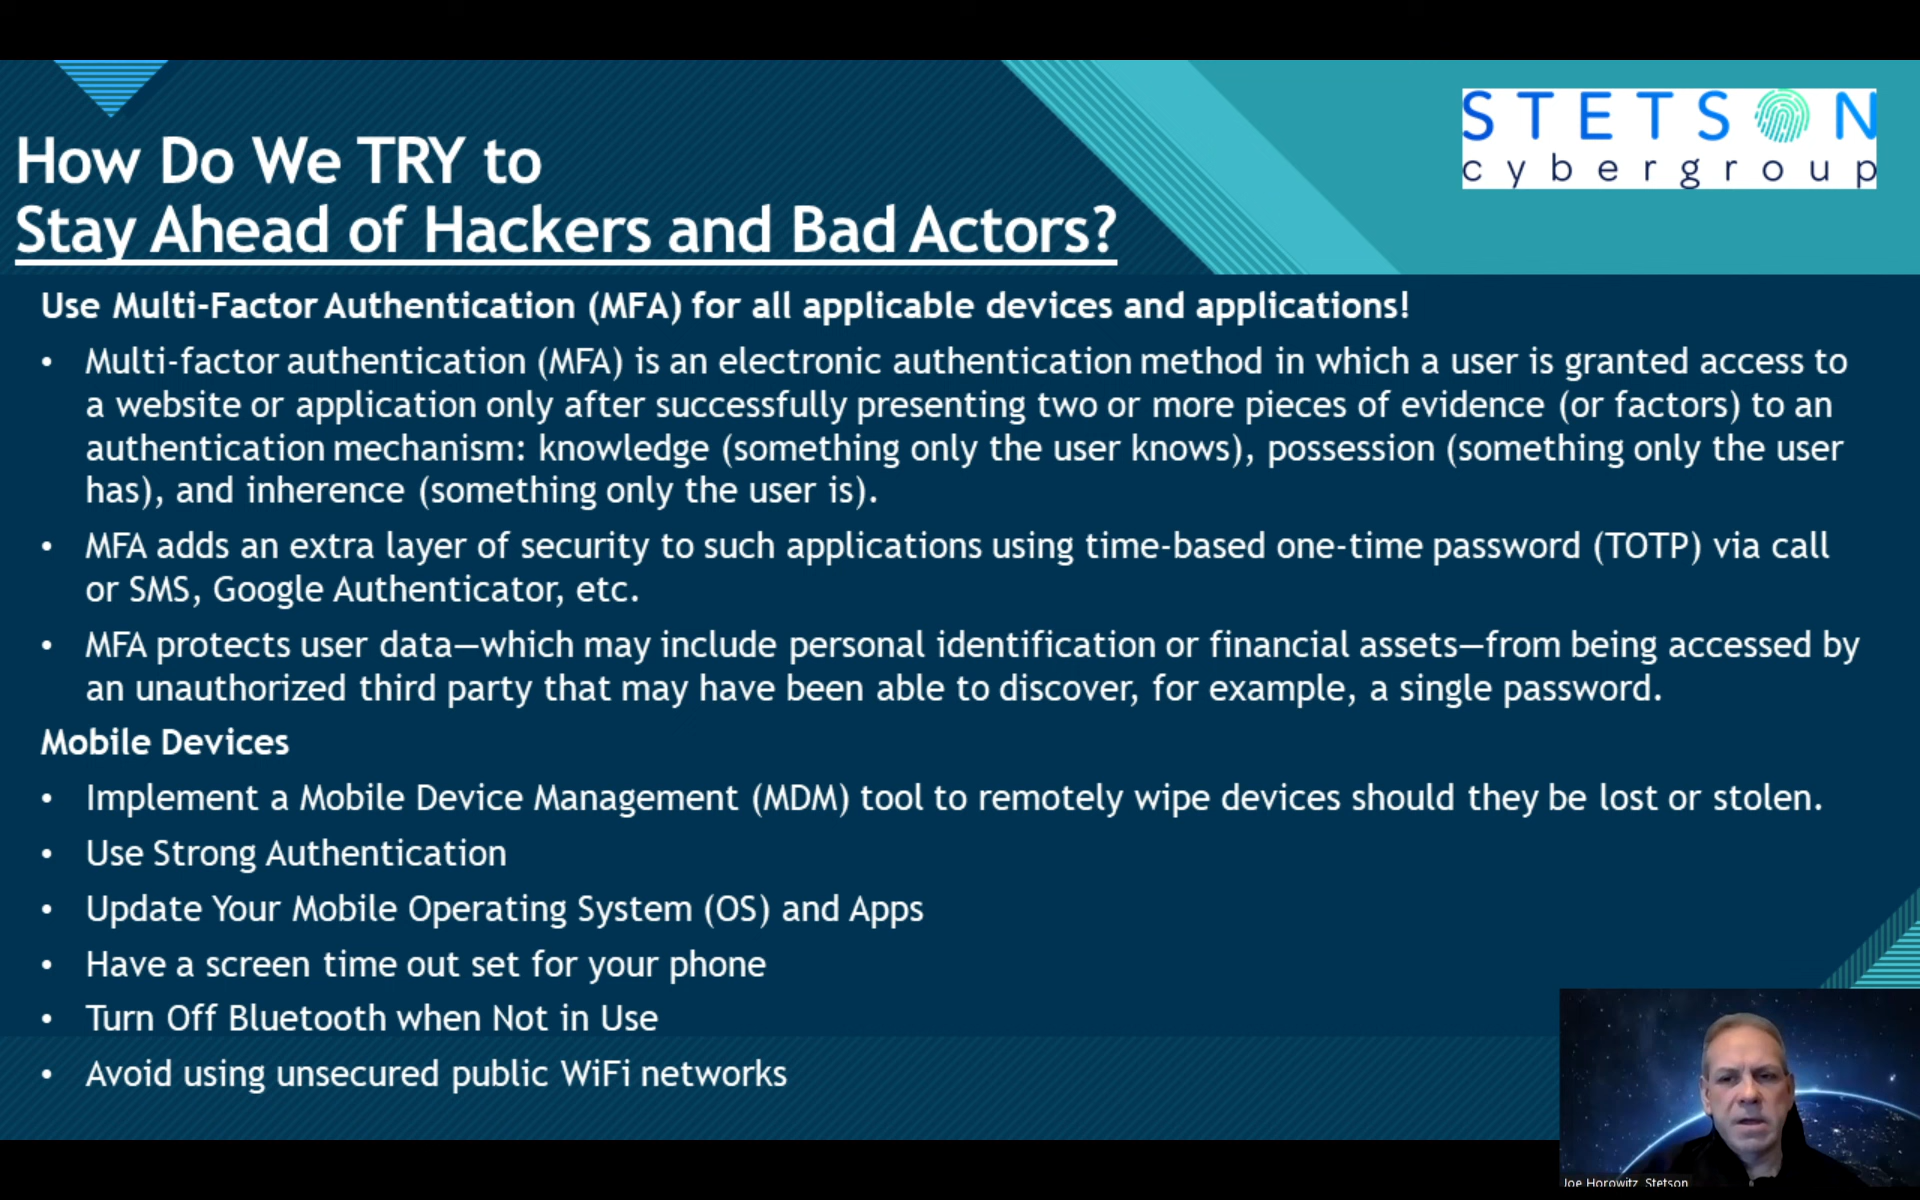 STETSON
cybergroup
How Do We TRY to
Stay Ahead of Hackers and Bad Actors?
Use Multi-Factor Authentication (MFA) for all applicable devices and applications!
• Multi-factor authentication (MFA) is an electronic authentication method in which a user is granted access to
a website or application only after successfully presenting two or more pieces of evidence (or factors) to an
authentication mechanism: knowledge (something only the user knows), possession (something only the user
has), and inherence (something only the user is).
• MFA adds an extra layer of security to such applications using time-based one-time password (TOTP) via call
or SMS, Google Authenticator, etc.
• MFA protects user data—which may include personal identification or financial assets—from being accessed by
an unauthorized third party that may have been able to discover, for example, a single password.
Mobile Devices
• Implement a Mobile Device Management (MDM) tool to remotely wipe devices should they be lost or stolen.
• Use Strong Authentication
• Update Your Mobile Operating System (OS) and Apps
• Have a screen time out set for your phone
• Turn Off Bluetooth when Not in Use
• Avoid using unsecured public WiFi networks
Joe Horowitz, Stetson